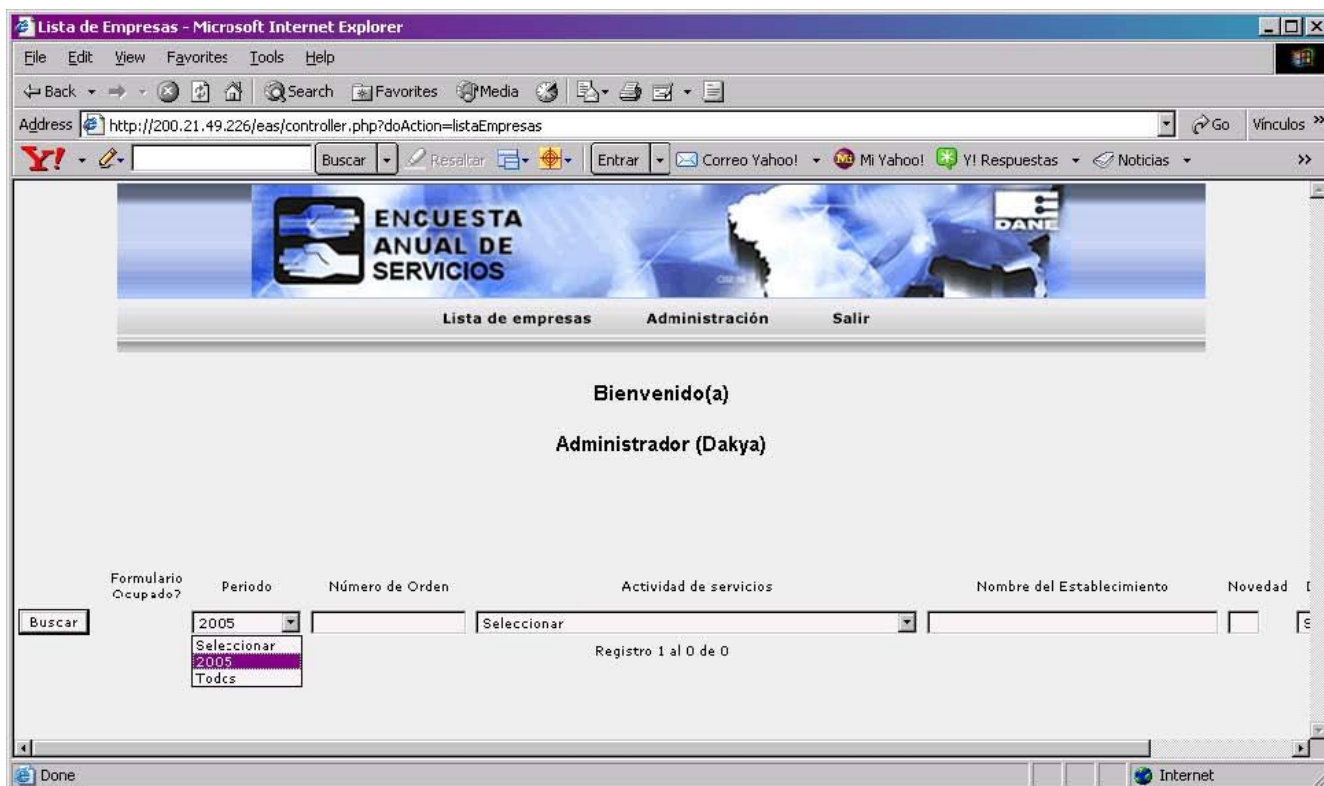 Lista de Empresas - Microsoft Internet Explorer
File Edit View Favorites Tools Help
Back Search Favorites Media
Address http://200.21.49.226/eas/controller.php?doAction=listaEmpresas Go Vínculos »
Y! Buscar Resaltar Entrar Correo Yahoo! Mi Yahoo! Y! Respuestas Noticias »
ENCUESTA
ANUAL DE
SERVICIOS
DANE
Lista de empresas Administración Salir
Bienvenido(a)
Administrador (Dakya)
Formulario
Ocupado? Periodo Número de Orden Actividad de servicios Nombre del Establecimiento Novedad
Buscar 2005 Seleccionar S
Seleccionar
2005
Todos
Registro 1 al 0 de 0
Done Internet